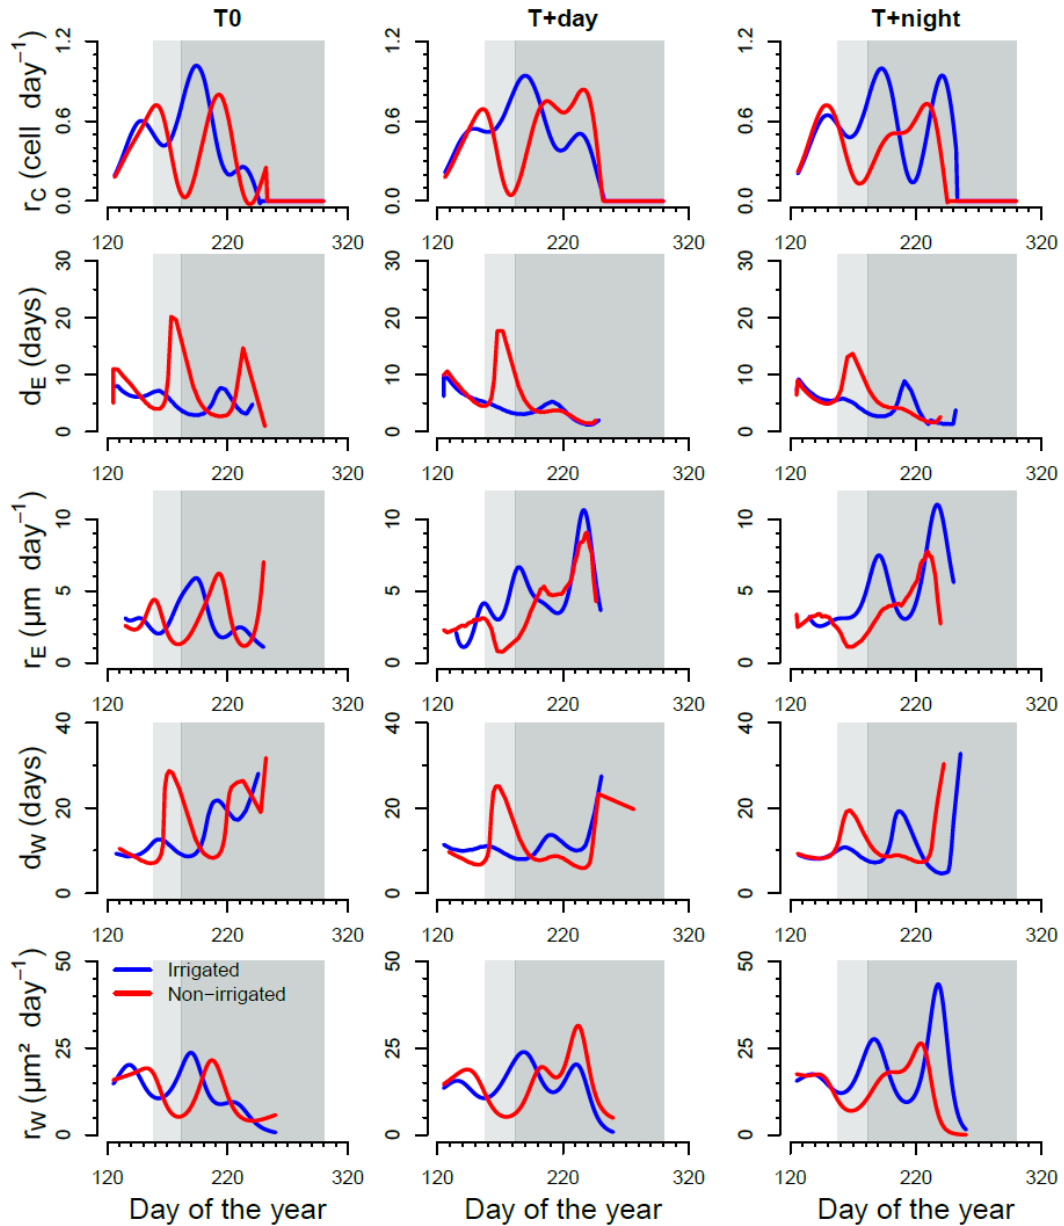 T0 T+day T+night
r_C (cell day⁻¹)
1.2 1.2 1.2
0.6 0.6 0.6
0.0 0.0 0.0
120 220 320 120 220 320 120 220 320
d_E (days)
30 30 30
20 20 20
10 10 10
0 0 0
120 220 320 120 220 320 120 220 320
r_E (µm day⁻¹)
10 10 10
5 5 5
0 0 0
120 220 320 120 220 320 120 220 320
d_W (days)
40 40 40
20 20 20
0 0 0
120 220 320 120 220 320 120 220 320
r_W (µm² day⁻¹)
50 50 50
Irrigated
Non−irrigated
25 25 25
0 0 0
120 220 320 120 220 320 120 220 320
Day of the year Day of the year Day of the year